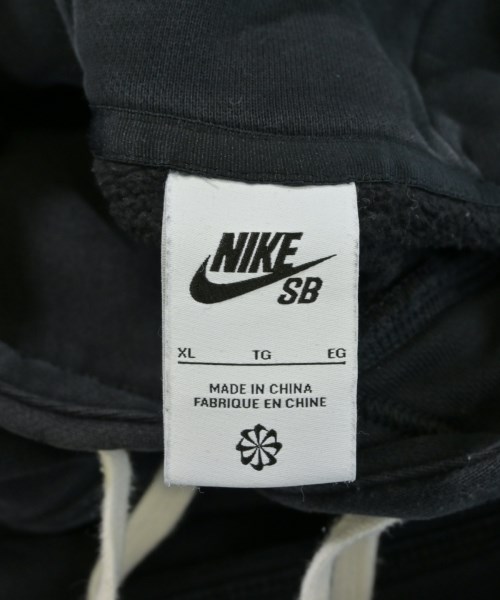 NIKE
SB
XL TG EG
MADE IN CHINA
FABRIQUE EN CHINE